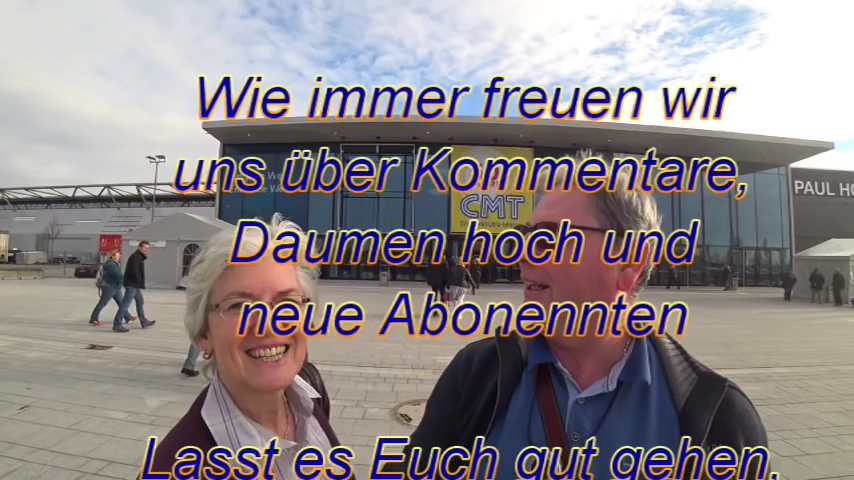 Wie immer freuen wir
uns über Kommentare,
CMT
PAUL HO
Daumen hoch und
neue Abonennten
Lasst es Euch gut gehen.